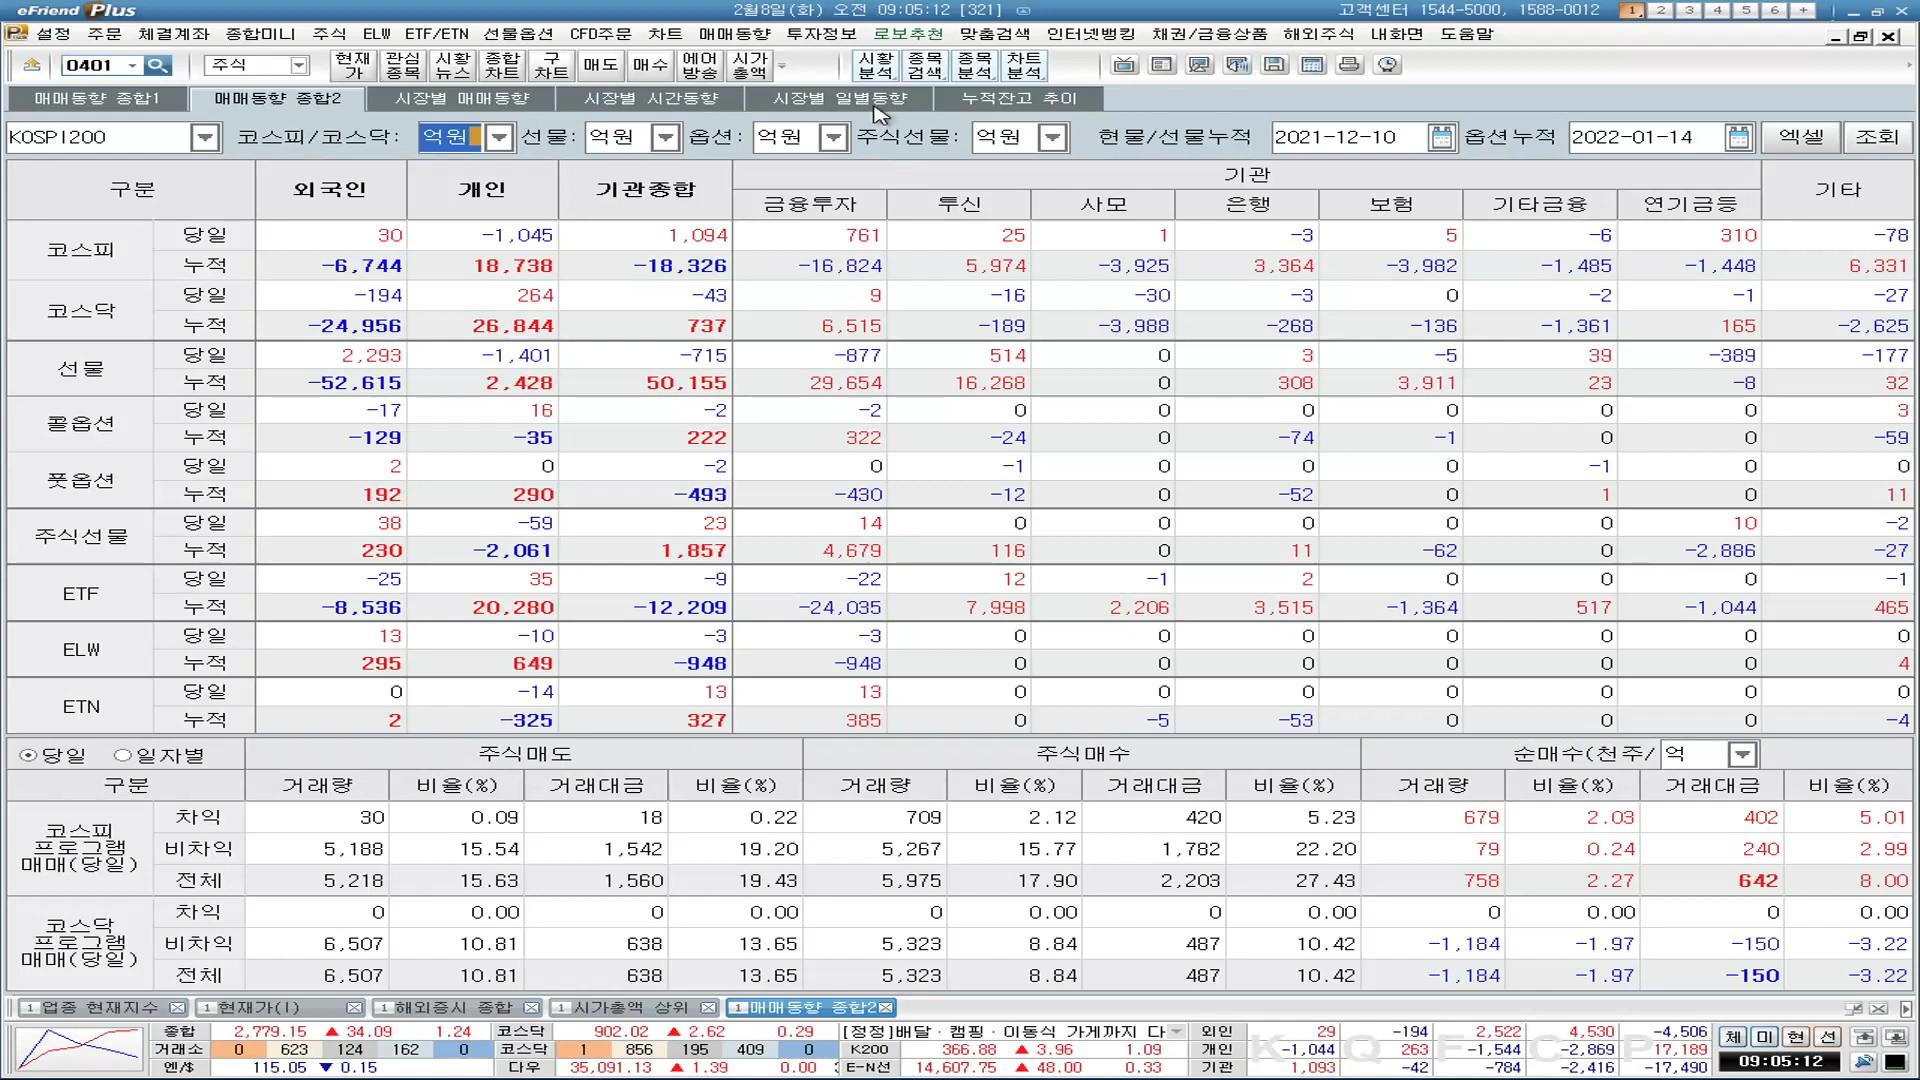 eFriend Plus 2월8일(화) 오전 09:05:12 [321] 고객센터 1544-5000, 1588-0012 1 2 3 4 5 6 +
설정 주문 체결계좌 종합미니 주식 ELW ETF/ETN 선물옵션 CFD주문 차트 매매동향 투자정보 로보추천 맞춤검색 인터넷뱅킹 채권/금융상품 해외주식 내화면 도움말
0401 주식 현재가 관심종목 시황뉴스 종합차트 구차트 매도 매수 에어방송 시가총액 시황분석 종목검색 종목분석 차트분석
매매동향 종합1 매매동향 종합2 시장별 매매동향 시장별 시간동향 시장별 일별동향 누적잔고 추이
KOSPI200 코스피/코스닥: 억원 선물: 억원 옵션: 억원 주식선물: 억원 현물/선물누적 2021-12-10 옵션누적 2022-01-14 엑셀 조회
구분 외국인 개인 기관종합 기관 기타
금융투자 투신 사모 은행 보험 기타금융 연기금등
코스피 당일 30 -1,045 1,094 761 25 1 -3 5 -6 310 -78
누적 -6,744 18,738 -18,326 -16,824 5,974 -3,925 3,364 -3,982 -1,485 -1,448 6,331
코스닥 당일 -194 264 -43 9 -16 -30 -3 0 -2 -1 -27
누적 -24,956 26,844 737 6,515 -189 -3,988 -268 -136 -1,361 165 -2,625
선물 당일 2,293 -1,401 -715 -877 514 0 3 -5 39 -389 -177
누적 -52,615 2,428 50,155 29,654 16,268 0 308 3,911 23 -8 32
콜옵션 당일 -17 16 -2 -2 0 0 0 0 0 0 3
누적 -129 -35 222 322 -24 0 -74 -1 0 0 -59
풋옵션 당일 2 0 -2 0 -1 0 0 0 -1 0 0
누적 192 290 -493 -430 -12 0 -52 0 1 0 11
주식선물 당일 38 -59 23 14 0 0 0 0 0 10 -2
누적 230 -2,061 1,857 4,679 116 0 11 -62 0 -2,886 -27
ETF 당일 -25 35 -9 -22 12 -1 2 0 0 0 -1
누적 -8,536 20,280 -12,209 -24,035 7,998 2,206 3,515 -1,364 517 -1,044 465
ELW 당일 13 -10 -3 -3 0 0 0 0 0 0 0
누적 295 649 -948 -948 0 0 0 0 0 0 4
ETN 당일 0 -14 13 13 0 0 0 0 0 0 0
누적 2 -325 327 385 0 -5 -53 0 0 0 -4
당일 일자별 주식매도 주식매수 순매수(천주/ 억
구분 거래량 비율(%) 거래대금 비율(%) 거래량 비율(%) 거래대금 비율(%) 거래량 비율(%) 거래대금 비율(%)
코스피 프로그램 매매(당일) 차익 30 0.09 18 0.22 709 2.12 420 5.23 679 2.03 402 5.01
비차익 5,188 15.54 1,542 19.20 5,267 15.77 1,782 22.20 79 0.24 240 2.99
전체 5,218 15.63 1,560 19.43 5,975 17.90 2,203 27.43 758 2.27 642 8.00
코스닥 프로그램 매매(당일) 차익 0 0.00 0 0.00 0 0.00 0 0.00 0 0.00 0 0.00
비차익 6,507 10.81 638 13.65 5,323 8.84 487 10.42 -1,184 -1.97 -150 -3.22
전체 6,507 10.81 638 13.65 5,323 8.84 487 10.42 -1,184 -1.97 -150 -3.22
1 업종 현재지수 1 현재가(I) 1 해외증시 종합 1 시가총액 상위 1 매매동향 종합2
종합 2,779.15 ▲ 34.09 1.24 코스닥 902.02 ▲ 2.62 0.29 [정정]배달·캠핑·이동식 가게까지 다 외인 29 -194 2,522 4,530 -4,506 체 미 현 선
거래소 0 623 124 162 0 코스닥 1 856 195 409 0 K200 366.88 ▲ 3.96 1.09 개인 -1,044 263 -1,544 -2,869 17,189
엔/$ 115.05 ▼ 0.15 다우 35,091.13 ▲ 1.39 0.00 E-N선 14,607.75 ▲ 48.00 0.33 기관 1,093 -42 -784 -2,416 -17,490 09:05:12
K Q F C P